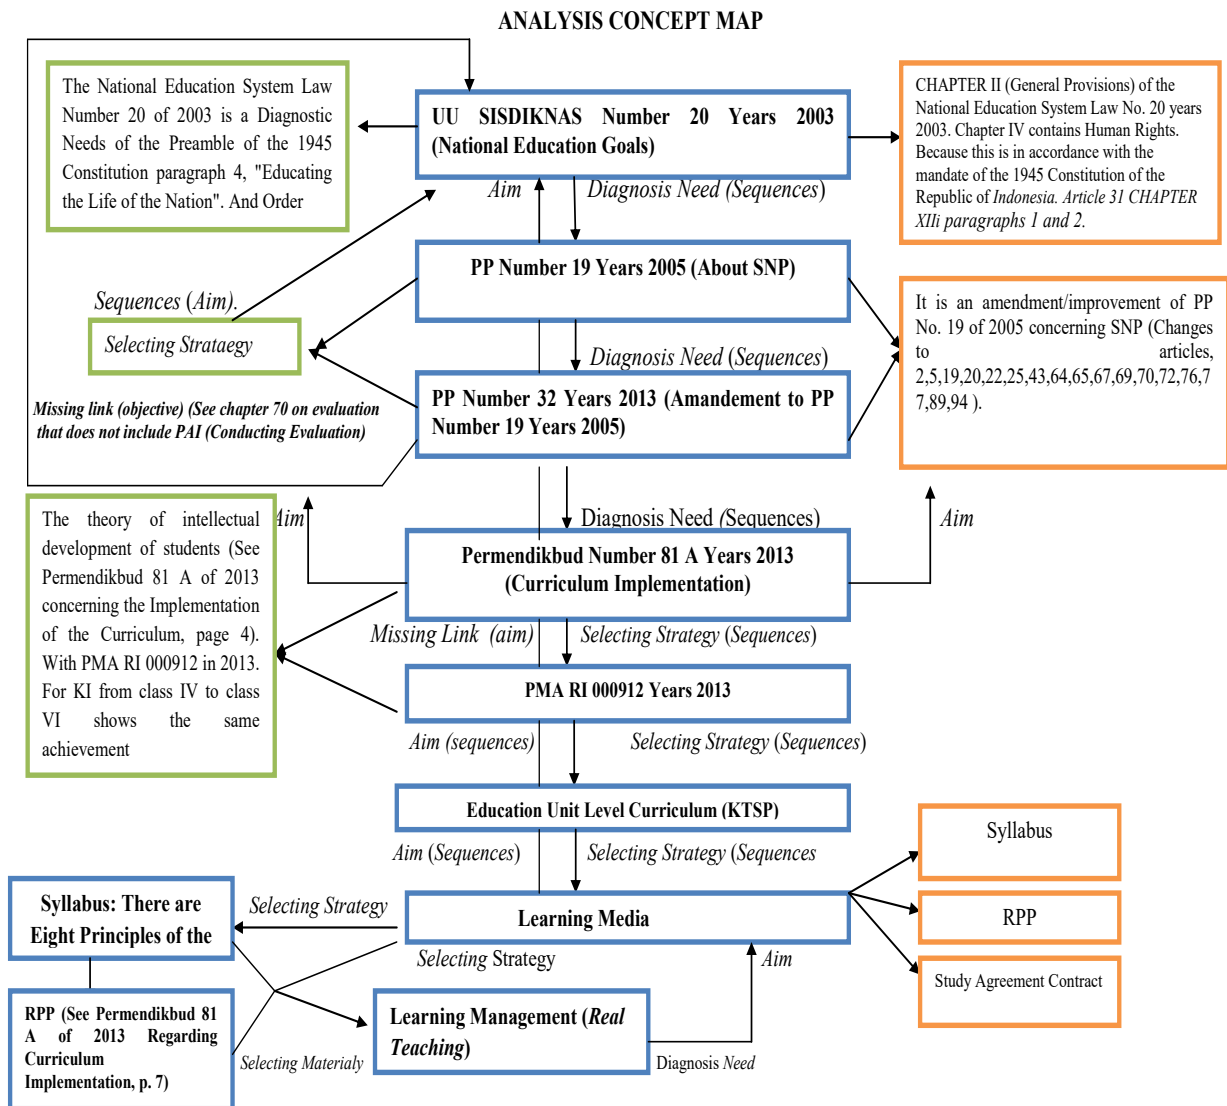 ANALYSIS CONCEPT MAP
The National Education System Law
Number 20 of 2003 is a Diagnostic
Needs of the Preamble of the 1945
Constitution paragraph 4, "Educating
the Life of the Nation". And Order
UU SISDIKNAS Number 20 Years 2003
(National Education Goals)
CHAPTER II (General Provisions) of the
National Education System Law No. 20 years
2003. Chapter IV contains Human Rights.
Because this is in accordance with the
mandate of the 1945 Constitution of the
Republic of Indonesia. Article 31 CHAPTER
XIIi paragraphs 1 and 2.
Aim
Diagnosis Need (Sequences)
PP Number 19 Years 2005 (About SNP)
Sequences (Aim).
Selecting Strataegy
Diagnosis Need (Sequences)
It is an amendment/improvement of PP
No. 19 of 2005 concerning SNP (Changes
to articles,
2,5,19,20,22,25,43,64,65,67,69,70,72,76,7
7,89,94 ).
PP Number 32 Years 2013 (Amandement to PP
Number 19 Years 2005)
Missing link (objective) (See chapter 70 on evaluation
that does not include PAI (Conducting Evaluation)
Aim
Diagnosis Need (Sequences)
Aim
The theory of intellectual
development of students (See
Permendikbud 81 A of 2013
concerning the Implementation
of the Curriculum, page 4).
With PMA RI 000912 in 2013.
For KI from class IV to class
VI shows the same
achievement
Permendikbud Number 81 A Years 2013
(Curriculum Implementation)
Missing Link (aim)
Selecting Strategy (Sequences)
PMA RI 000912 Years 2013
Aim (sequences)
Selecting Strategy (Sequences)
Education Unit Level Curriculum (KTSP)
Aim (Sequences)
Selecting Strategy (Sequences
Syllabus
Syllabus: There are
Eight Principles of the
Selecting Strategy
Learning Media
RPP
Selecting Strategy
Aim
Study Agreement Contract
RPP (See Permendikbud 81
A of 2013 Regarding
Curriculum
Implementation, p. 7)
Selecting Materialy
Learning Management (Real
Teaching)
Diagnosis Need